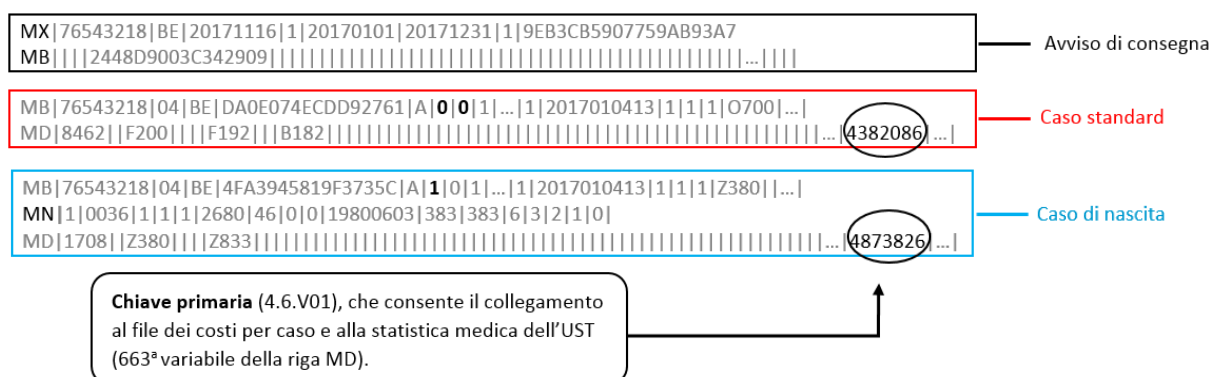 MX|76543218|BE|20171116|1|20170101|20171231|1|9EB3CB5907759AB93A7
MB||||2448D9003C342909||||||||||||||||||||||||||||||||||||||||||||||||...||||
Avviso di consegna
MB|76543218|04|BE|DA0E074ECDD92761|A|0|0|1|...|1|2017010413|1|1|1|O700|...|
MD|8462||F200||||F192|||B182||||||||||||||||||||||||||||||||||||||||||||||||||...|4382086|...|
Caso standard
MB|76543218|04|BE|4FA3945819F3735C|A|1|0|1|...|1|2017010413|1|1|1|Z380||...|
MN|1|0036|1|1|1|2680|46|0|0|19800603|383|383|6|3|2|1|0|
MD|1708||Z380||||Z833||||||||||||||||||||||||||||||||||||||||||||||||||||||||||...|4873826|...|
Caso di nascita
Chiave primaria (4.6.V01), che consente il collegamento
al file dei costi per caso e alla statistica medica dell'UST
(663ª variabile della riga MD).